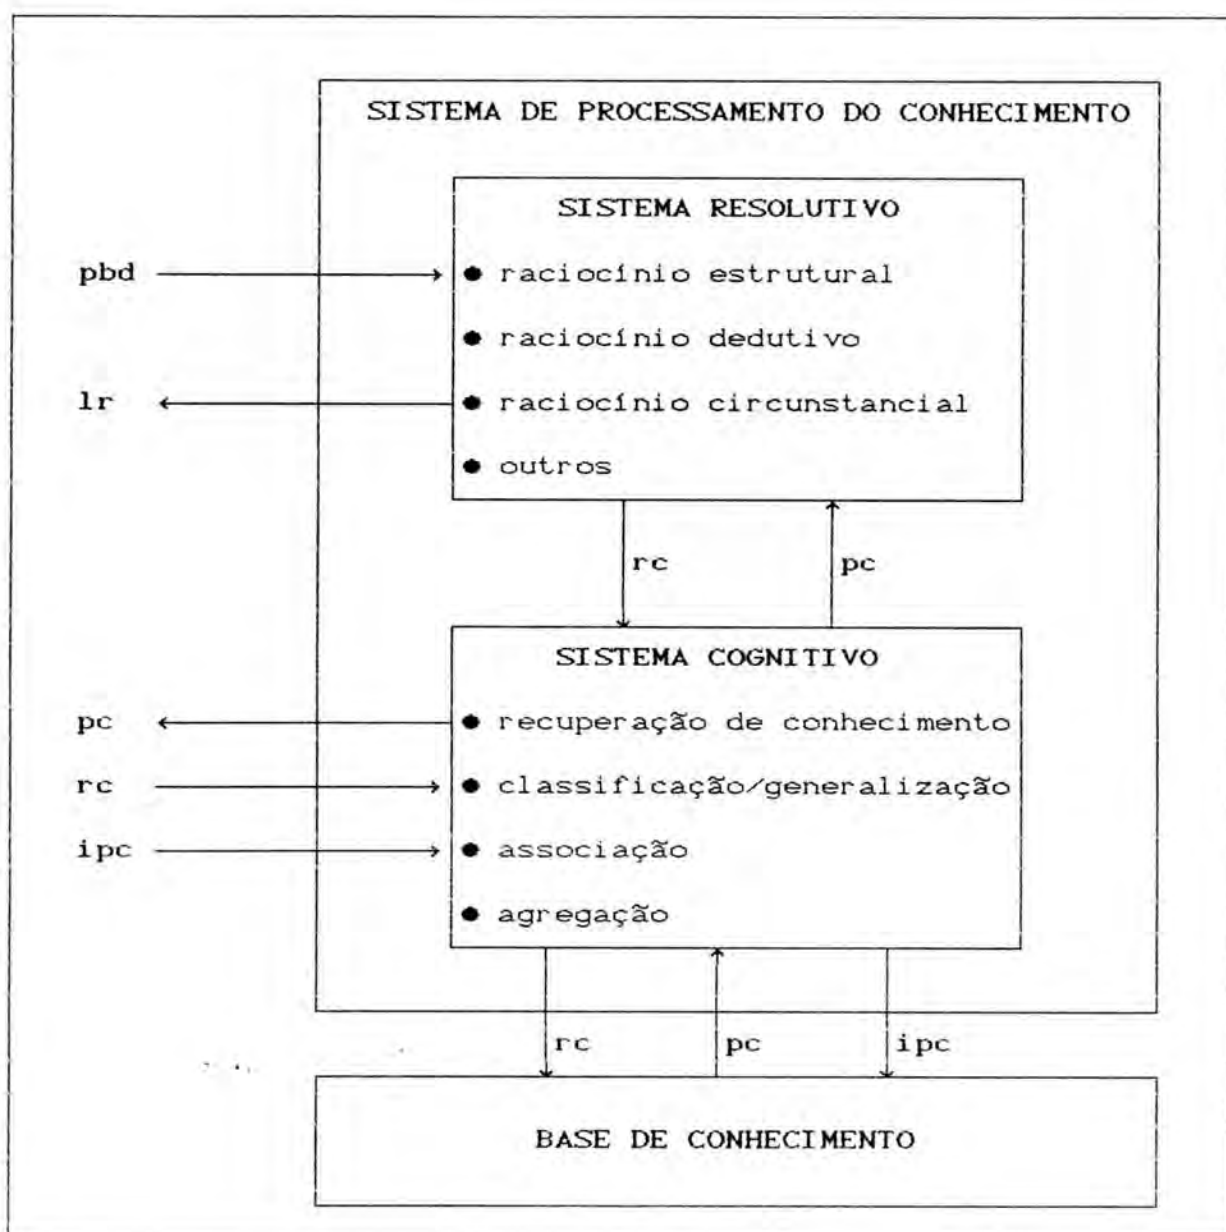 SISTEMA DE PROCESSAMENTO DO CONHECIMENTO
SISTEMA RESOLUTIVO
pbd
● raciocínio estrutural
● raciocínio dedutivo
lr
● raciocínio circunstancial
● outros
rc
pc
SISTEMA COGNITIVO
pc
● recuperação de conhecimento
rc
● classificação/generalização
ipc
● associação
● agregação
rc
pc
ipc
BASE DE CONHECIMENTO